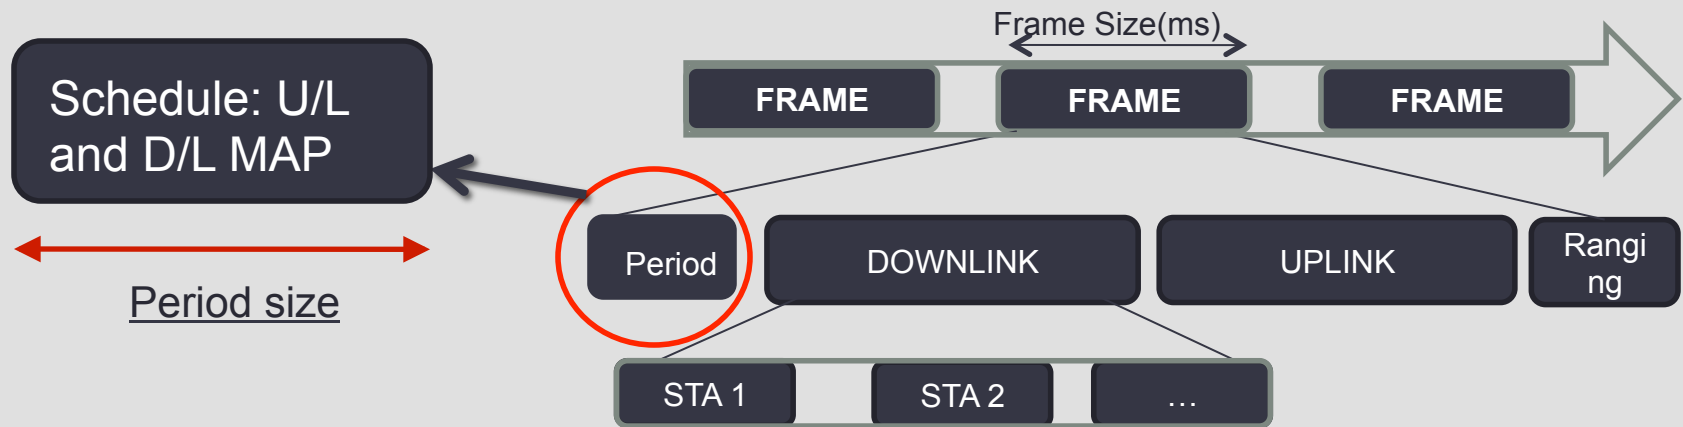 Frame Size(ms)
Schedule: U/L
and D/L MAP
FRAME
FRAME
FRAME
Period size
Period
DOWNLINK
UPLINK
Rangi
ng
STA 1
STA 2
…